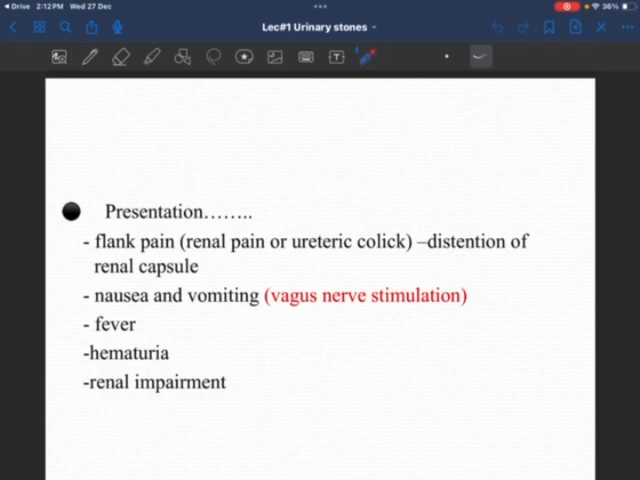 ◀ Drive 2:12 PM Wed 27 Dec
36%
Lec#1 Urinary stones
T
Presentation……..
- flank pain (renal pain or ureteric colick) –distention of
renal capsule
- nausea and vomiting (vagus nerve stimulation)
- fever
-hematuria
-renal impairment